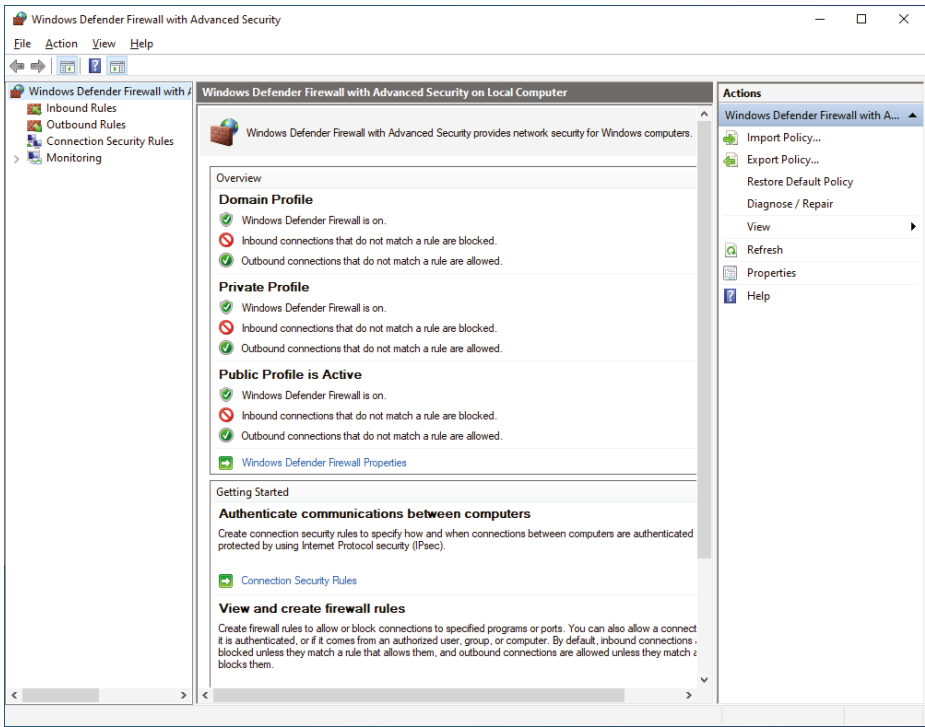 Windows Defender Firewall with Advanced Security
File Action View Help
Windows Defender Firewall with A
Inbound Rules
Outbound Rules
Connection Security Rules
Monitoring
Windows Defender Firewall with Advanced Security on Local Computer
Windows Defender Firewall with Advanced Security provides network security for Windows computers.
Overview
Domain Profile
Windows Defender Firewall is on.
Inbound connections that do not match a rule are blocked.
Outbound connections that do not match a rule are allowed.
Private Profile
Windows Defender Firewall is on.
Inbound connections that do not match a rule are blocked.
Outbound connections that do not match a rule are allowed.
Public Profile is Active
Windows Defender Firewall is on.
Inbound connections that do not match a rule are blocked.
Outbound connections that do not match a rule are allowed.
Windows Defender Firewall Properties
Getting Started
Authenticate communications between computers
Create connection security rules to specify how and when connections between computers are authenticated
protected by using Internet Protocol security (IPsec).
Connection Security Rules
View and create firewall rules
Create firewall rules to allow or block connections to specified programs or ports. You can also allow a connect
it is authenticated, or if it comes from an authorized user, group, or computer. By default, inbound connections
blocked unless they match a rule that allows them, and outbound connections are allowed unless they match a
blocks them.
Actions
Windows Defender Firewall with A...
Import Policy...
Export Policy...
Restore Default Policy
Diagnose / Repair
View
Refresh
Properties
Help